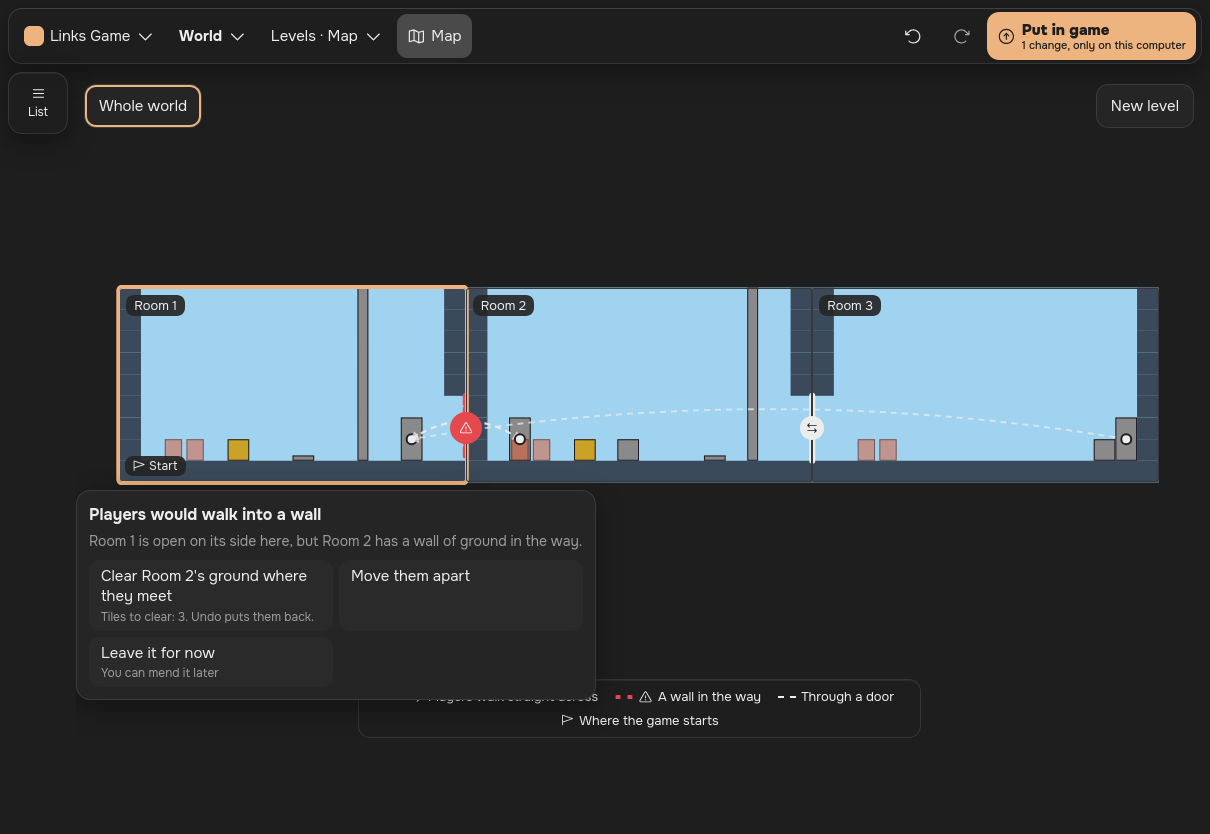 Links Game
World
Levels · Map
Map
Put in game
1 change, only on this computer
List
Whole world
New level
Room 1
Room 2
Room 3
Start
Players would walk into a wall
Room 1 is open on its side here, but Room 2 has a wall of ground in the way.
Clear Room 2's ground where
they meet
Tiles to clear: 3. Undo puts them back.
Move them apart
Leave it for now
You can mend it later
Players walk straight across
A wall in the way
Through a door
Where the game starts